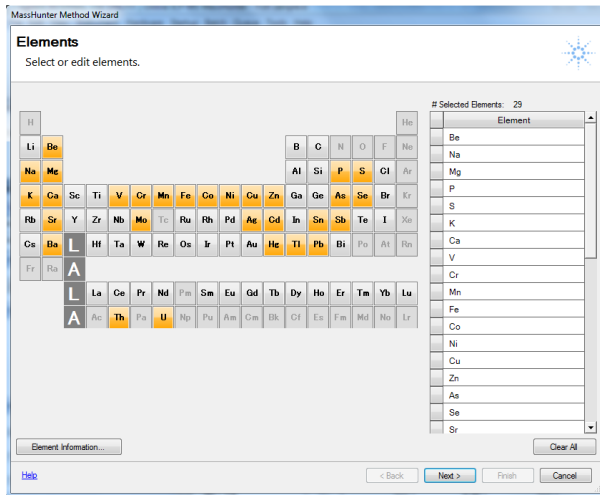 MassHunter Method Wizard
Elements
Select or edit elements.
# Selected Elements: 29
H He
Li Be B C N O F Ne
Na Mg Al Si P S Cl Ar
K Ca Sc Ti V Cr Mn Fe Co Ni Cu Zn Ga Ge As Se Br Kr
Rb Sr Y Zr Nb Mo Tc Ru Rh Pd Ag Cd In Sn Sb Te I Xe
Cs Ba L Hf Ta W Re Os Ir Pt Au Hg Tl Pb Bi Po At Rn
Fr Ra A
L La Ce Pr Nd Pm Sm Eu Gd Tb Dy Ho Er Tm Yb Lu
A Ac Th Pa U Np Pu Am Cm Bk Cf Es Fm Md No Lr
Element
Be
Na
Mg
P
S
K
Ca
V
Cr
Mn
Fe
Co
Ni
Cu
Zn
As
Se
Sr
Element Information...
Clear All
Help
< Back
Next >
Finish
Cancel